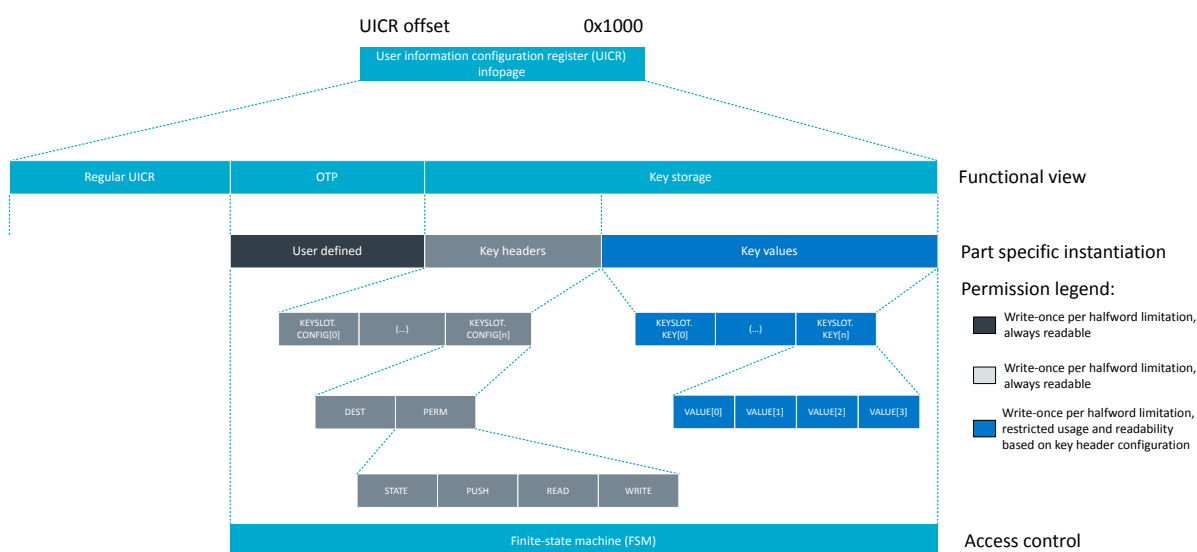 UICR offset 0x1000
User information configuration register (UICR)
infopage
Regular UICR OTP Key storage Functional view
User defined Key headers Key values Part specific instantiation
Permission legend:
KEYSLOT.
CONFIG[0]
(...)
KEYSLOT.
CONFIG[n]
KEYSLOT.
KEY[0]
(...)
KEYSLOT.
KEY[n]
Write-once per halfword limitation,
always readable
Write-once per halfword limitation,
always readable
DEST PERM VALUE[0] VALUE[1] VALUE[2] VALUE[3]
Write-once per halfword limitation,
restricted usage and readability
based on key header configuration
STATE PUSH READ WRITE
Finite-state machine (FSM) Access control